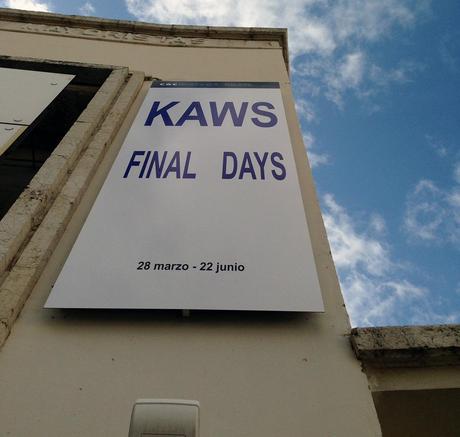 KAWS
FINAL DAYS
28 marzo - 22 junio